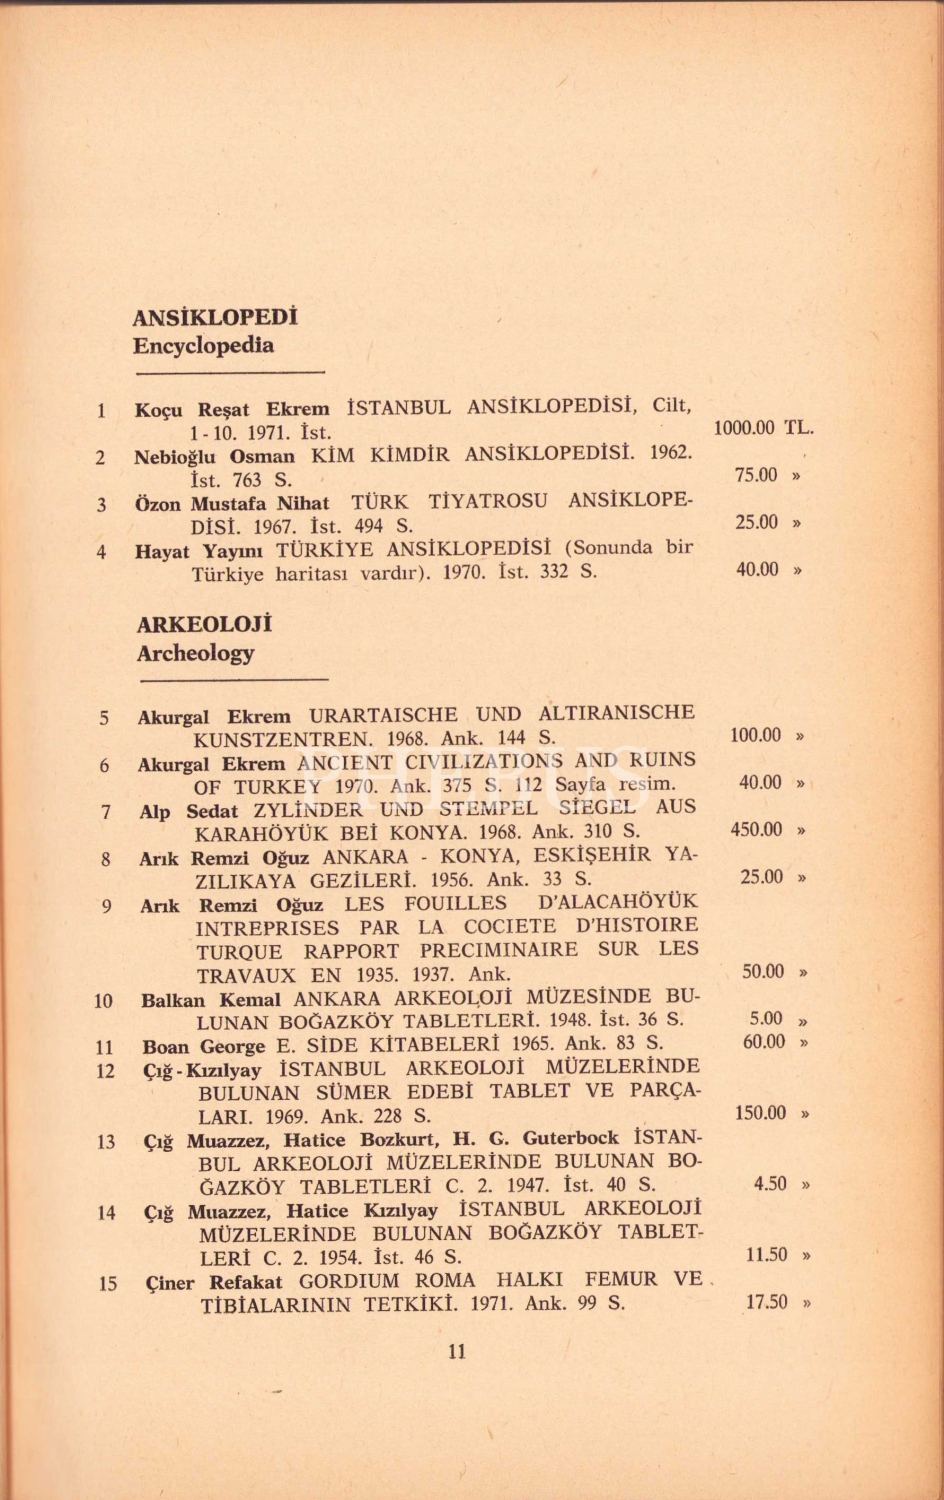 ANSİKLOPEDİ
Encyclopedia
1 Koçu Reşat Ekrem İSTANBUL ANSİKLOPEDİSİ, Cilt,
1-10. 1971. İst. 1000.00 TL.
2 Nebioğlu Osman KİM KİMDİR ANSİKLOPEDİSİ. 1962.
İst. 763 S. 75.00 »
3 Özon Mustafa Nihat TÜRK TİYATROSU ANSİKLOPE-
DİSİ. 1967. İst. 494 S. 25.00 »
4 Hayat Yayını TÜRKİYE ANSİKLOPEDİSİ (Sonunda bir
Türkiye haritası vardır). 1970. İst. 332 S. 40.00 »
ARKEOLOJİ
Archeology
5 Akurgal Ekrem URARTAISCHE UND ALTIRANISCHE
KUNSTZENTREN. 1968. Ank. 144 S. 100.00 »
6 Akurgal Ekrem ANCIENT CIVILIZATIONS AND RUINS
OF TURKEY 1970. Ank. 375 S. 112 Sayfa resim. 40.00 »
7 Alp Sedat ZYLİNDER UND STEMPEL SİEGEL AUS
KARAHÖYÜK BEİ KONYA. 1968. Ank. 310 S. 450.00 »
8 Arık Remzi Oğuz ANKARA - KONYA, ESKİŞEHİR YA-
ZILIKAYA GEZİLERİ. 1956. Ank. 33 S. 25.00 »
9 Arık Remzi Oğuz LES FOUILLES D'ALACAHÖYÜK
INTREPRISES PAR LA COCIETE D'HISTOIRE
TURQUE RAPPORT PRECIMINAIRE SUR LES
TRAVAUX EN 1935. 1937. Ank. 50.00 »
10 Balkan Kemal ANKARA ARKEOLOJİ MÜZESİNDE BU-
LUNAN BOĞAZKÖY TABLETLERİ. 1948. İst. 36 S. 5.00 »
11 Boan George E. SİDE KİTABELERİ 1965. Ank. 83 S. 60.00 »
12 Çığ-Kızılyay İSTANBUL ARKEOLOJİ MÜZELERİNDE
BULUNAN SÜMER EDEBİ TABLET VE PARÇA-
LARI. 1969. Ank. 228 S. 150.00 »
13 Çığ Muazzez, Hatice Bozkurt, H. G. Guterbock İSTAN-
BUL ARKEOLOJİ MÜZELERİNDE BULUNAN BO-
ĞAZKÖY TABLETLERİ C. 2. 1947. İst. 40 S. 4.50 »
14 Çığ Muazzez, Hatice Kızılyay İSTANBUL ARKEOLOJİ
MÜZELERİNDE BULUNAN BOĞAZKÖY TABLET-
LERİ C. 2. 1954. İst. 46 S. 11.50 »
15 Çiner Refakat GORDIUM ROMA HALKI FEMUR VE
TİBİALARININ TETKİKİ. 1971. Ank. 99 S. 17.50 »
11
PHEBUS